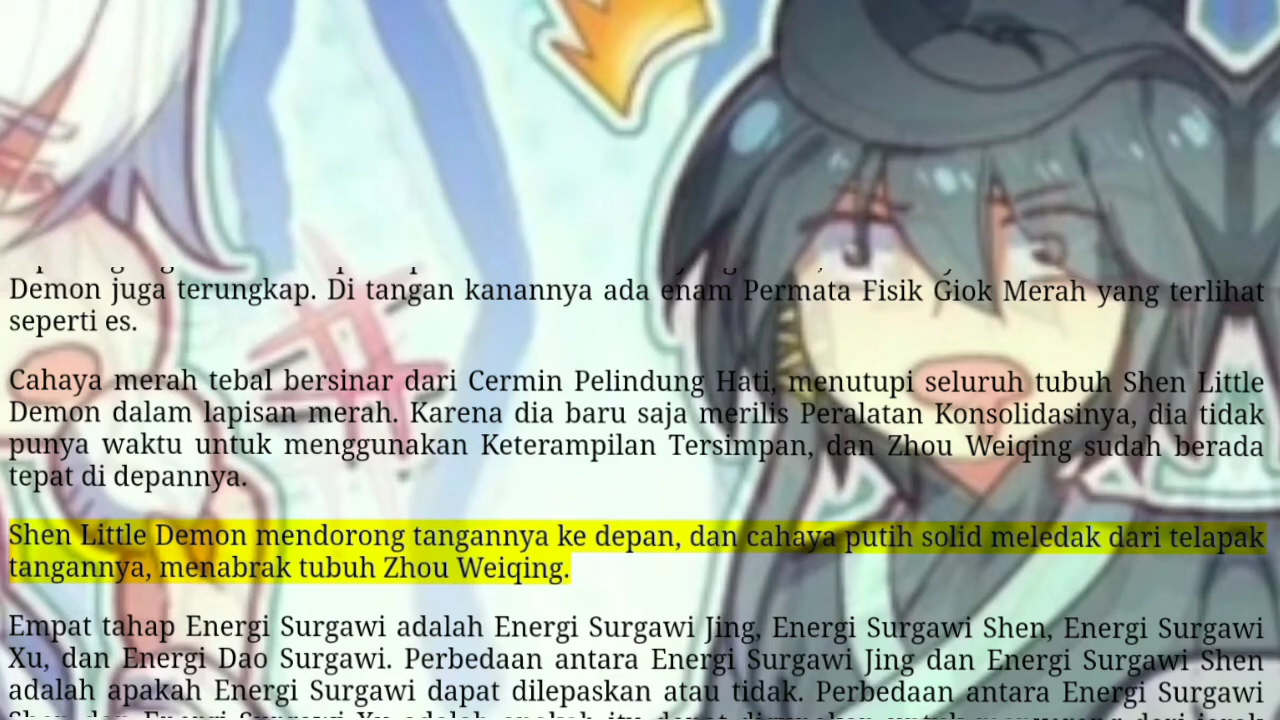 Demon juga terungkap. Di tangan kanannya ada enam Permata Fisik Giok Merah yang terlihat
seperti es.
Cahaya merah tebal bersinar dari Cermin Pelindung Hati, menutupi seluruh tubuh Shen Little
Demon dalam lapisan merah. Karena dia baru saja merilis Peralatan Konsolidasinya, dia tidak
punya waktu untuk menggunakan Keterampilan Tersimpan, dan Zhou Weiqing sudah berada
tepat di depannya.
Shen Little Demon mendorong tangannya ke depan, dan cahaya putih solid meledak dari telapak
tangannya, menabrak tubuh Zhou Weiqing.
Empat tahap Energi Surgawi adalah Energi Surgawi Jing, Energi Surgawi Shen, Energi Surgawi
Xu, dan Energi Dao Surgawi. Perbedaan antara Energi Surgawi Jing dan Energi Surgawi Shen
adalah apakah Energi Surgawi dapat dilepaskan atau tidak. Perbedaan antara Energi Surgawi